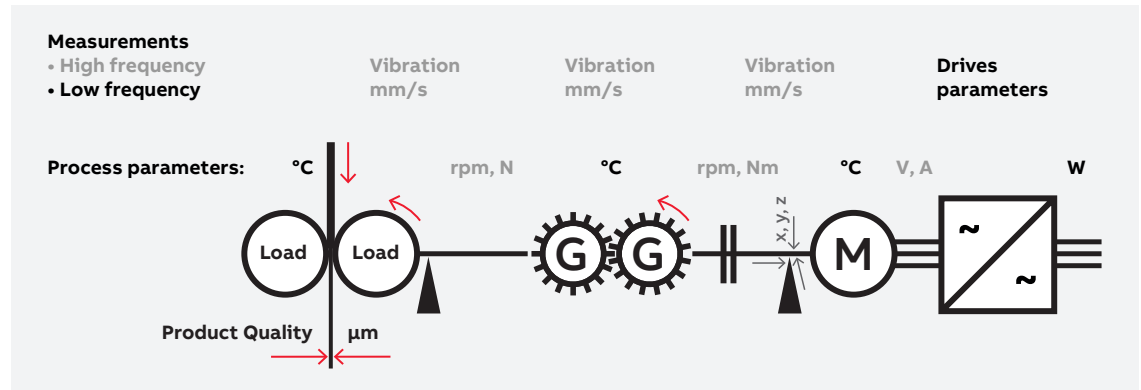 Measurements
• High frequency
• Low frequency
Vibration
mm/s
Vibration
mm/s
Vibration
mm/s
Drives
parameters
Process parameters:
°C
rpm, N
°C
rpm, Nm
°C
V, A
W
x, y, z
Load
Load
G
G
M
~
~
Product Quality
µm